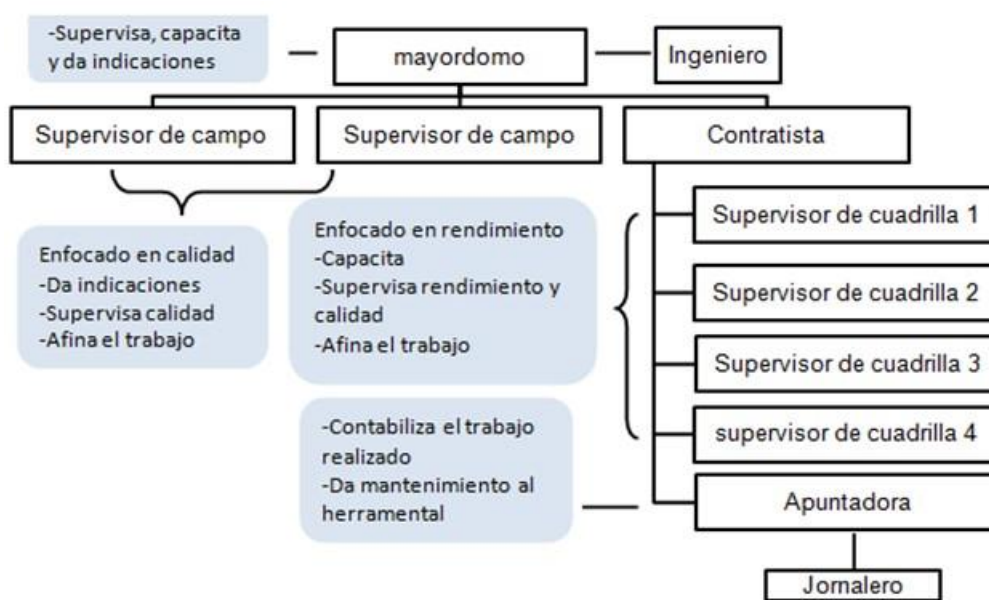 -Supervisa, capacita
y da indicaciones
mayordomo
Ingeniero
Supervisor de campo
Supervisor de campo
Contratista
Enfocado en calidad
-Da indicaciones
-Supervisa calidad
-Afina el trabajo
Enfocado en rendimiento
-Capacita
-Supervisa rendimiento y
calidad
-Afina el trabajo
Supervisor de cuadrilla 1
Supervisor de cuadrilla 2
Supervisor de cuadrilla 3
supervisor de cuadrilla 4
-Contabiliza el trabajo
realizado
-Da mantenimiento al
herramental
Apuntadora
Jornalero